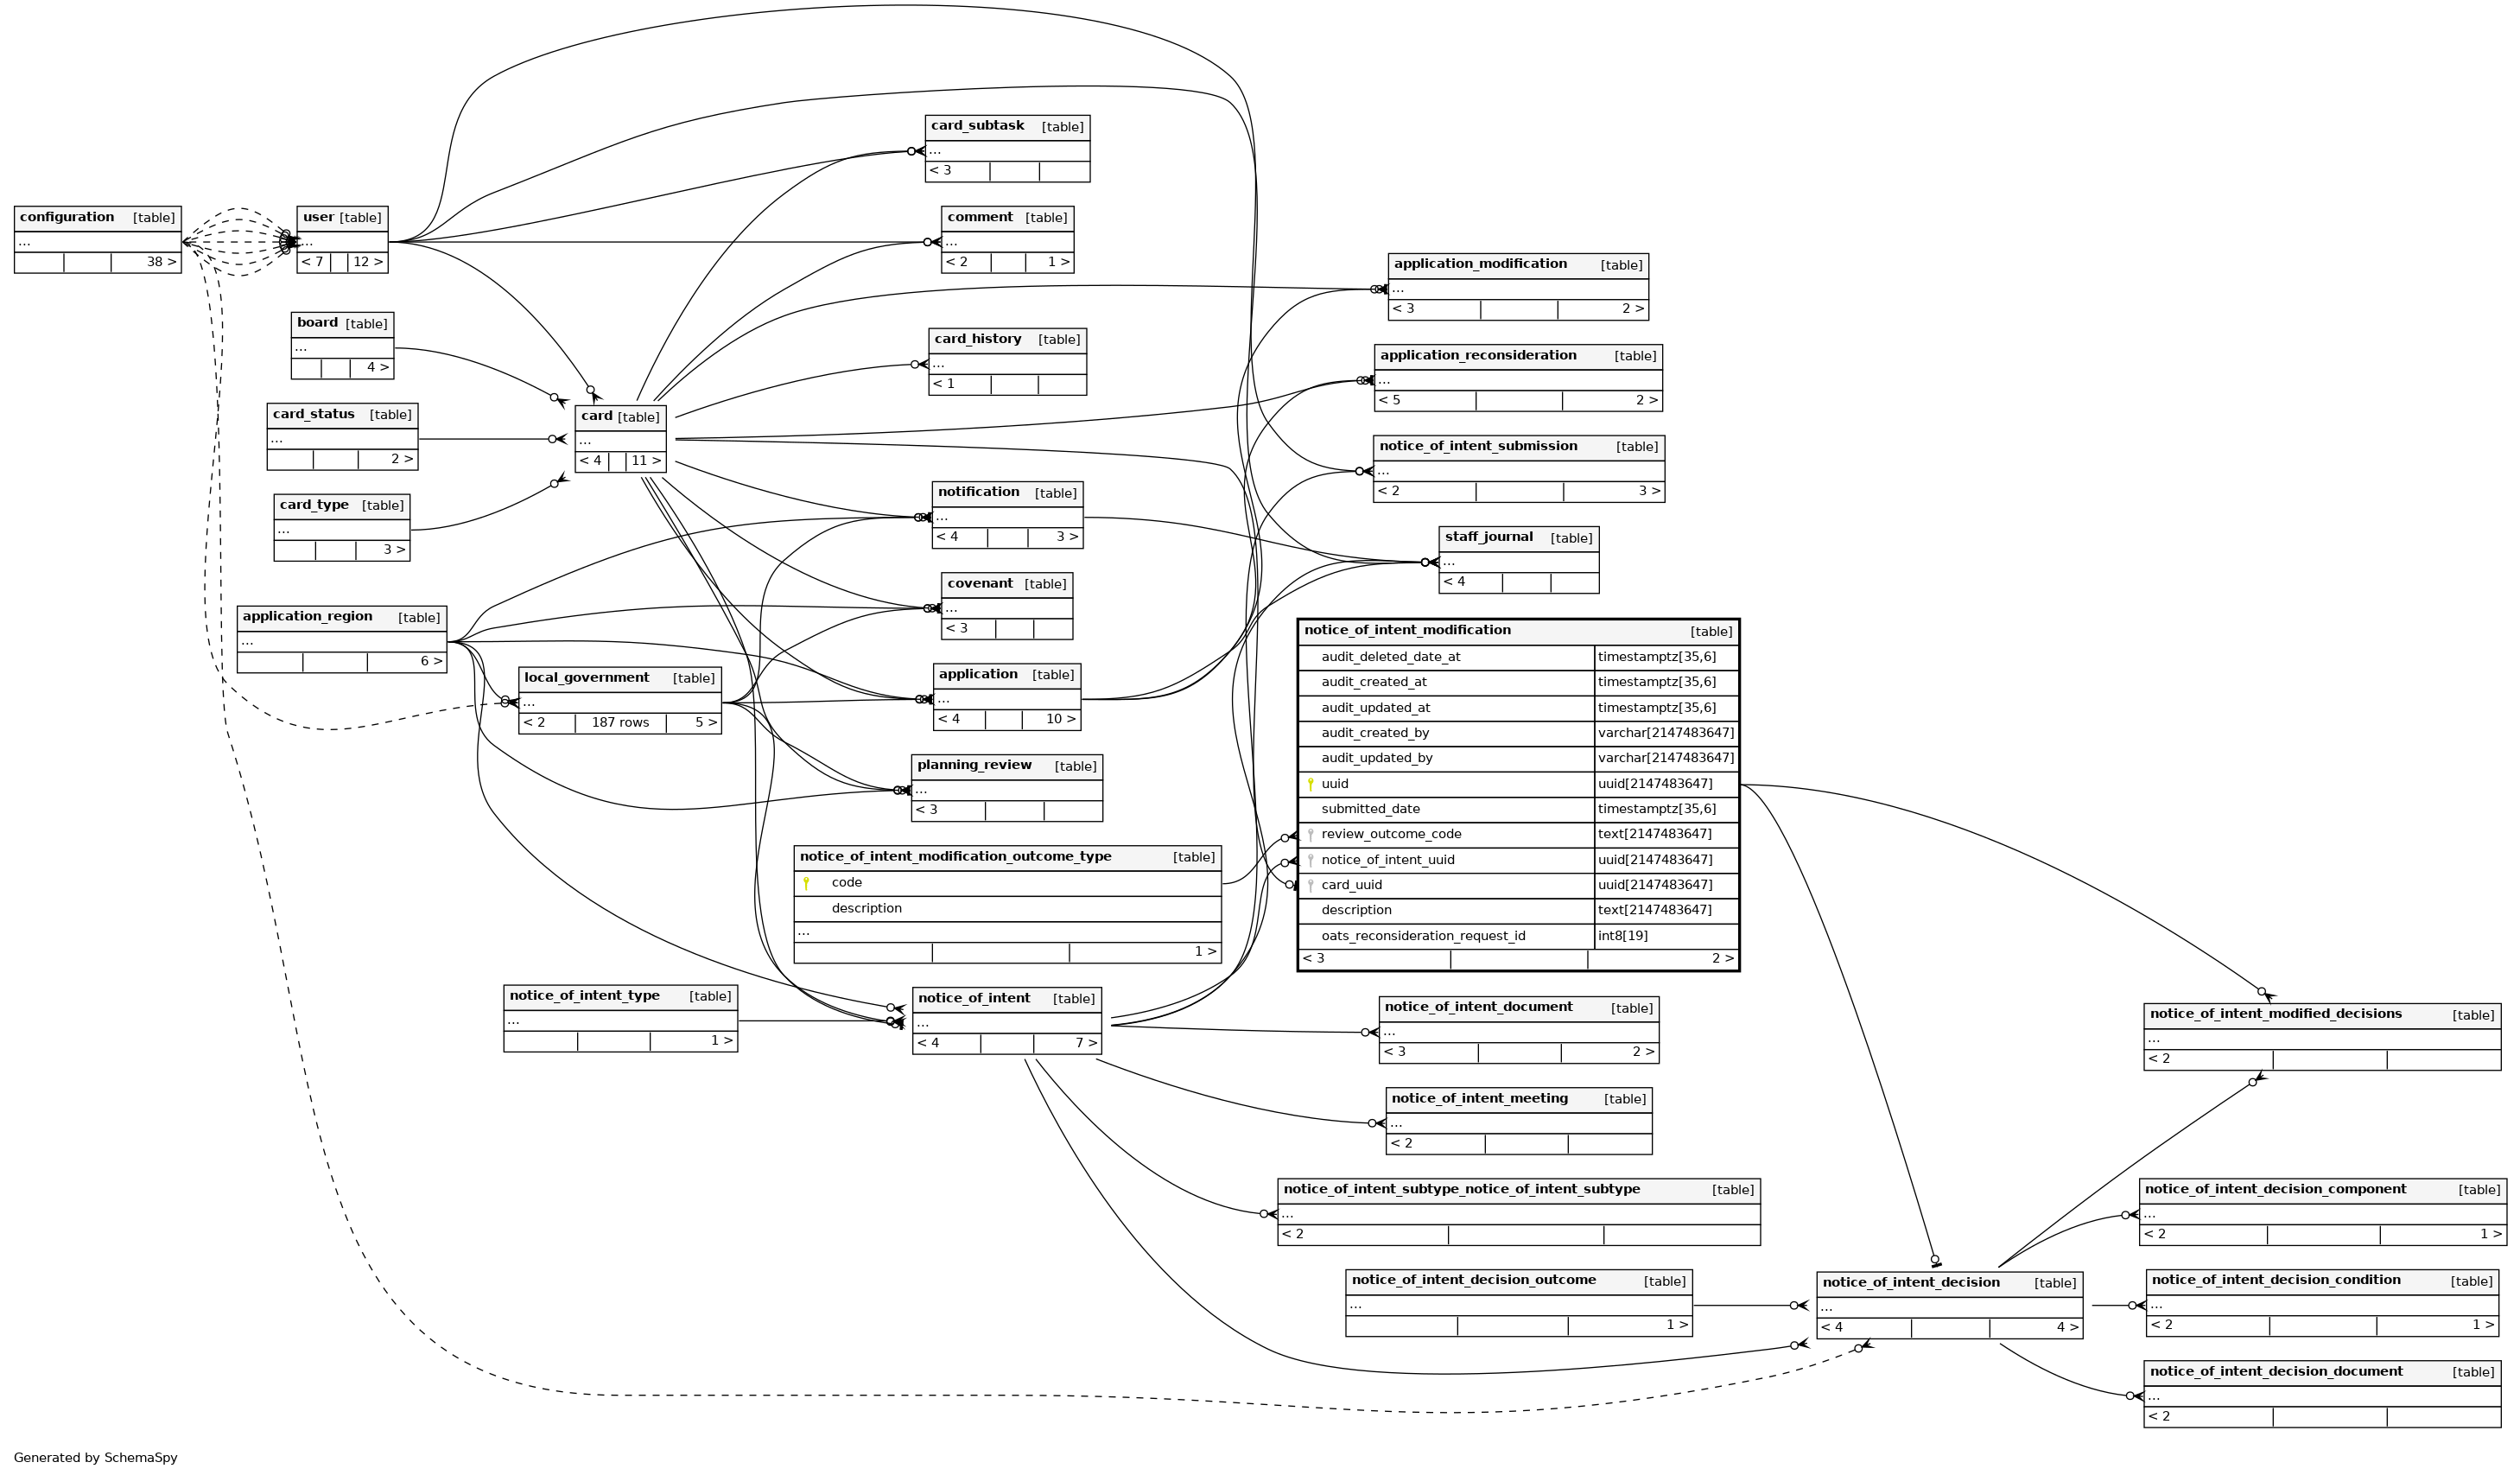 card_subtask [table]
...
< 3
configuration [table]
...
38 >
user [table]
...
< 7 12 >
comment [table]
...
< 2 1 >
application_modification [table]
...
< 3 2 >
board [table]
...
4 >
card_history [table]
...
< 1
application_reconsideration [table]
...
< 5 2 >
card_status [table]
...
2 >
card [table]
...
< 4 11 >
notice_of_intent_submission [table]
...
< 2 3 >
card_type [table]
...
3 >
notification [table]
...
< 4 3 >
staff_journal [table]
...
< 4
covenant [table]
...
< 3
application_region [table]
...
6 >
local_government [table]
...
< 2 187 rows 5 >
application [table]
...
< 4 10 >
planning_review [table]
...
< 3
notice_of_intent_modification [table]
audit_deleted_date_at timestamptz[35,6]
audit_created_at timestamptz[35,6]
audit_updated_at timestamptz[35,6]
audit_created_by varchar[2147483647]
audit_updated_by varchar[2147483647]
uuid uuid[2147483647]
submitted_date timestamptz[35,6]
review_outcome_code text[2147483647]
notice_of_intent_uuid uuid[2147483647]
card_uuid uuid[2147483647]
description text[2147483647]
oats_reconsideration_request_id int8[19]
< 3 2 >
notice_of_intent_modification_outcome_type [table]
code
description
...
1 >
notice_of_intent_type [table]
...
1 >
notice_of_intent [table]
...
< 4 7 >
notice_of_intent_document [table]
...
< 3 2 >
notice_of_intent_modified_decisions [table]
...
< 2
notice_of_intent_meeting [table]
...
< 2
notice_of_intent_subtype_notice_of_intent_subtype [table]
...
< 2
notice_of_intent_decision_component [table]
...
< 2 1 >
notice_of_intent_decision_outcome [table]
...
1 >
notice_of_intent_decision [table]
...
< 4 4 >
notice_of_intent_decision_condition [table]
...
< 2 1 >
notice_of_intent_decision_document [table]
...
< 2
Generated by SchemaSpy